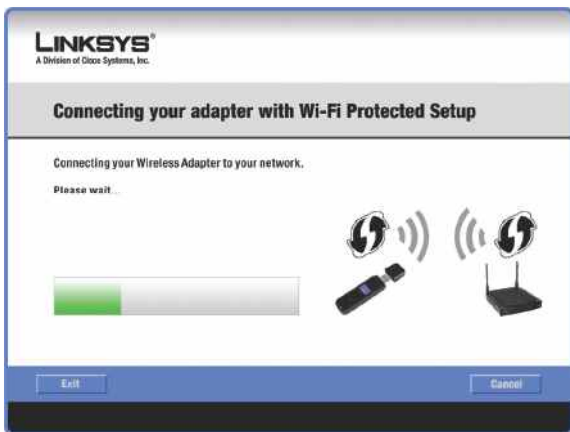 LINKSYS®
A Division of Cisco Systems, Inc.
Connecting your adapter with Wi-Fi Protected Setup
Connecting your Wireless Adapter to your network.
Please wait...
Exit
Cancel